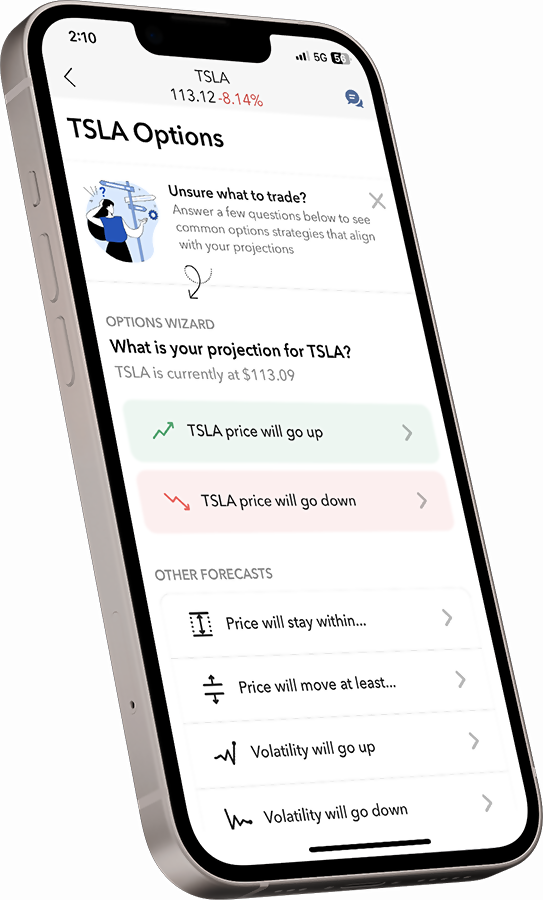 2:10
5G 56
TSLA
113.12 -8.14%
TSLA Options
?
Unsure what to trade?
Answer a few questions below to see
common options strategies that align
with your projections
OPTIONS WIZARD
What is your projection for TSLA?
TSLA is currently at $113.09
TSLA price will go up
TSLA price will go down
OTHER FORECASTS
Price will stay within...
Price will move at least...
Volatility will go up
Volatility will go down